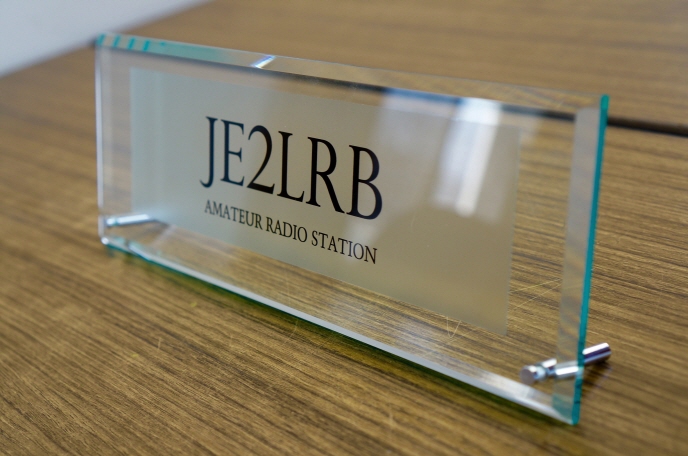 JE2LRB
AMATEUR RADIO STATION